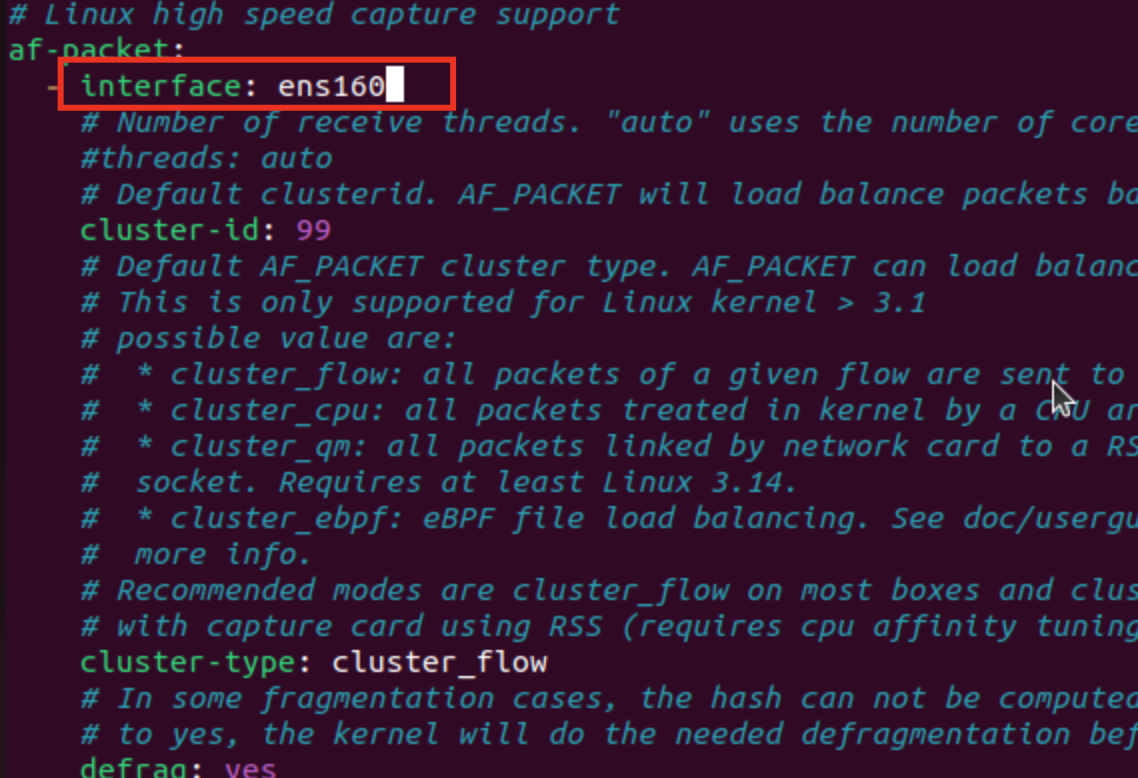 # Linux high speed capture support
af-packet:
  - interface: ens160
    # Number of receive threads. "auto" uses the number of core
    #threads: auto
    # Default clusterid. AF_PACKET will load balance packets ba
    cluster-id: 99
    # Default AF_PACKET cluster type. AF_PACKET can load balanc
    # This is only supported for Linux kernel > 3.1
    # possible value are:
    #  * cluster_flow: all packets of a given flow are sent to
    #  * cluster_cpu: all packets treated in kernel by a CPU ar
    #  * cluster_qm: all packets linked by network card to a RS
    #  socket. Requires at least Linux 3.14.
    #  * cluster_ebpf: eBPF file load balancing. See doc/usergu
    #  more info.
    # Recommended modes are cluster_flow on most boxes and clus
    # with capture card using RSS (requires cpu affinity tuning
    cluster-type: cluster_flow
    # In some fragmentation cases, the hash can not be computed
    # to yes, the kernel will do the needed defragmentation bef
    defrag: yes